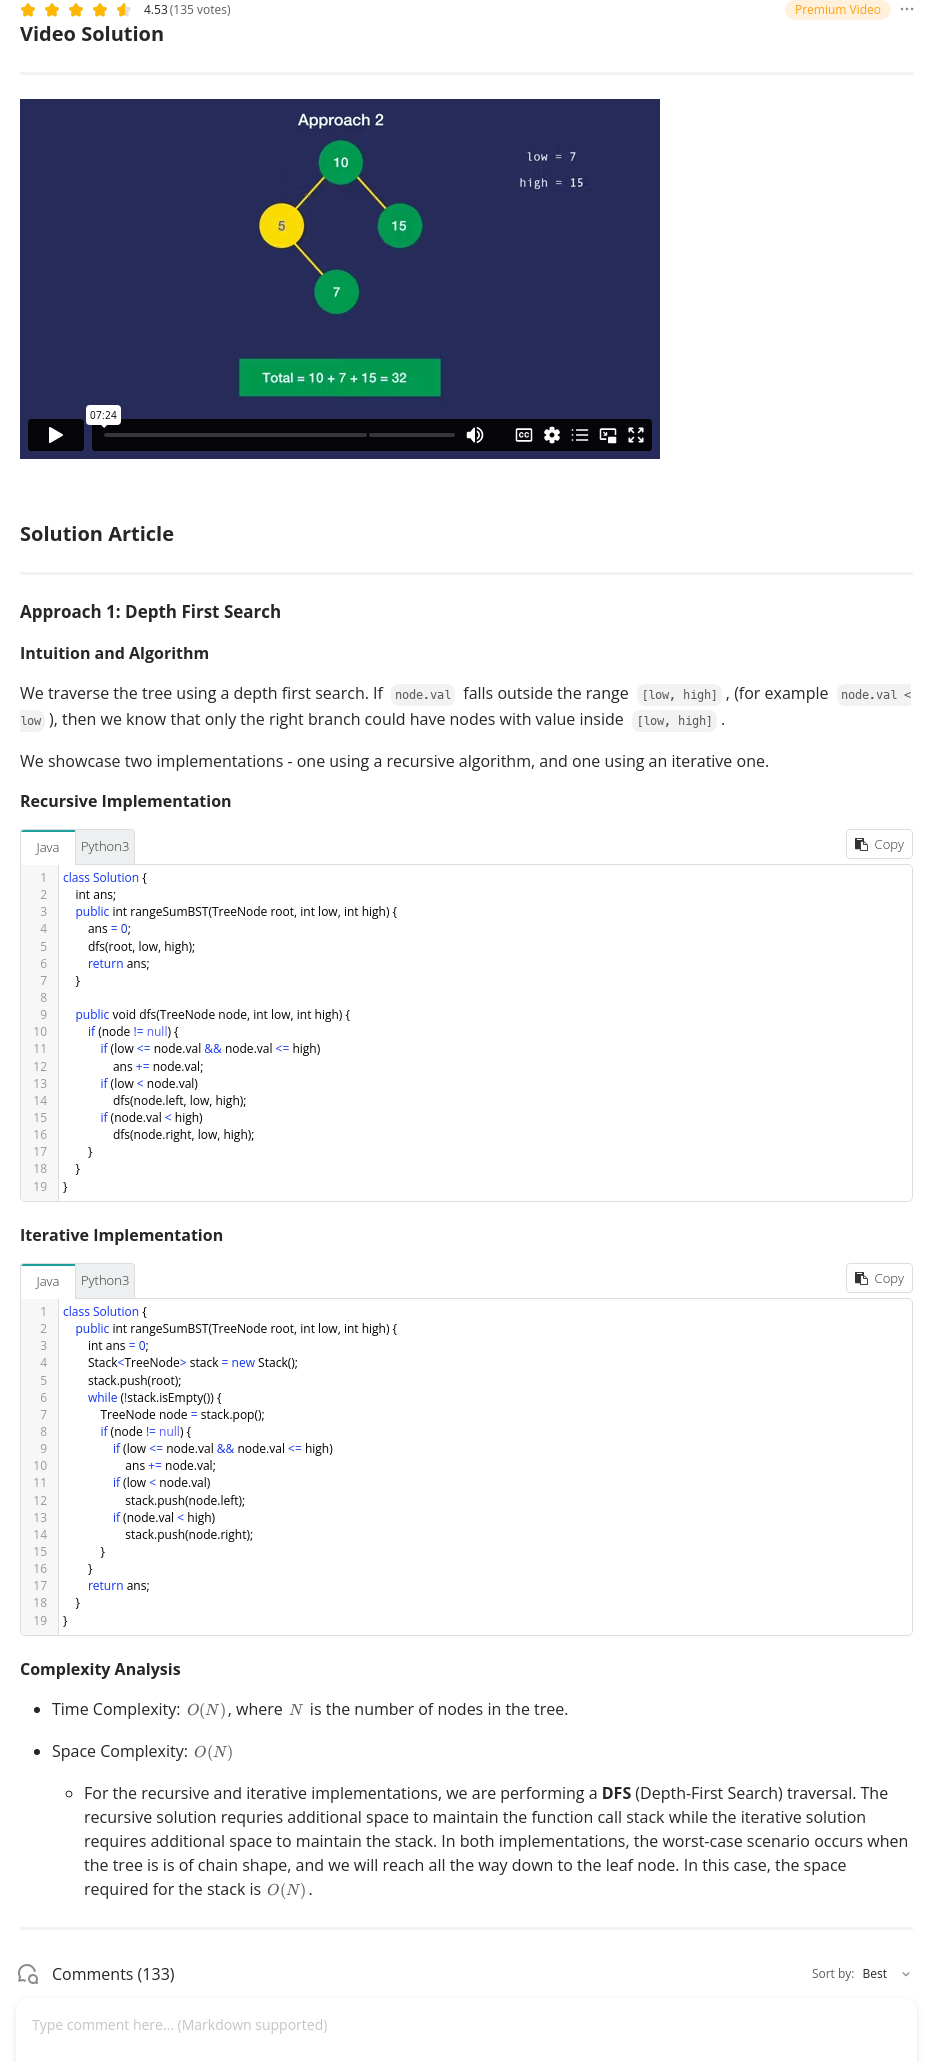 4.53 (135 votes) Premium Video ...
Video Solution
Approach 2
10
low = 7
high = 15
5
15
7
Total = 10 + 7 + 15 = 32
07:24
CC
Solution Article
Approach 1: Depth First Search
Intuition and Algorithm
We traverse the tree using a depth first search. If node.val falls outside the range [low, high] , (for example node.val <
low ), then we know that only the right branch could have nodes with value inside [low, high] .
We showcase two implementations - one using a recursive algorithm, and one using an iterative one.
Recursive Implementation
Java Python3 Copy
1 class Solution {
2     int ans;
3     public int rangeSumBST(TreeNode root, int low, int high) {
4         ans = 0;
5         dfs(root, low, high);
6         return ans;
7     }
8
9     public void dfs(TreeNode node, int low, int high) {
10         if (node != null) {
11             if (low <= node.val && node.val <= high)
12                 ans += node.val;
13             if (low < node.val)
14                 dfs(node.left, low, high);
15             if (node.val < high)
16                 dfs(node.right, low, high);
17         }
18     }
19 }
Iterative Implementation
Java Python3 Copy
1 class Solution {
2     public int rangeSumBST(TreeNode root, int low, int high) {
3         int ans = 0;
4         Stack<TreeNode> stack = new Stack();
5         stack.push(root);
6         while (!stack.isEmpty()) {
7             TreeNode node = stack.pop();
8             if (node != null) {
9                 if (low <= node.val && node.val <= high)
10                     ans += node.val;
11                 if (low < node.val)
12                     stack.push(node.left);
13                 if (node.val < high)
14                     stack.push(node.right);
15             }
16         }
17         return ans;
18     }
19 }
Complexity Analysis
• Time Complexity: O(N), where N is the number of nodes in the tree.
• Space Complexity: O(N)
◦ For the recursive and iterative implementations, we are performing a DFS (Depth-First Search) traversal. The
recursive solution requries additional space to maintain the function call stack while the iterative solution
requires additional space to maintain the stack. In both implementations, the worst-case scenario occurs when
the tree is is of chain shape, and we will reach all the way down to the leaf node. In this case, the space
required for the stack is O(N).
Comments (133) Sort by: Best
Type comment here... (Markdown supported)